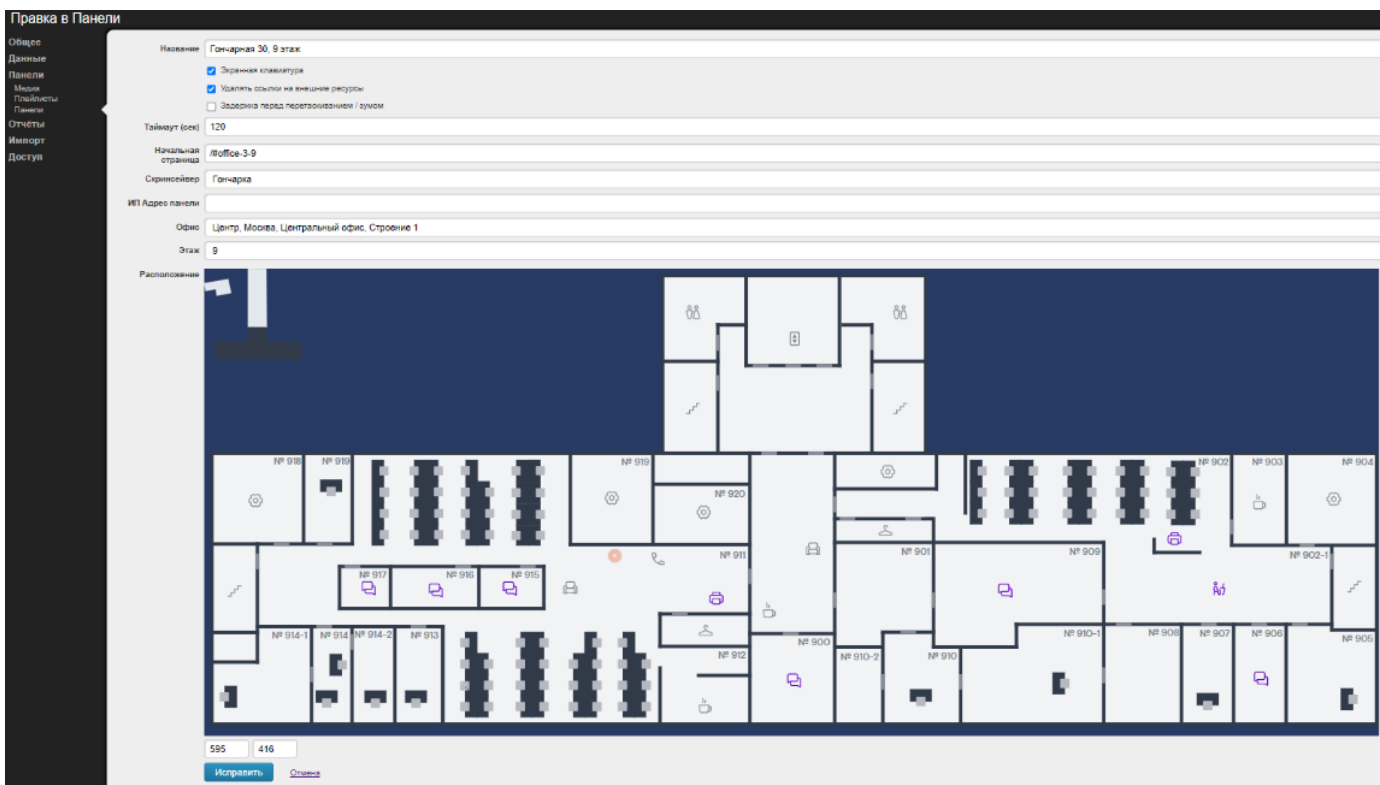 Правка в Панели
Общее
Данные
Панели
Медиа
Плейлисты
Панели
Отчёты
Импорт
Доступ
Название Гончарная 30, 9 этаж
Экранная клавиатура
Удалять ссылки на внешние ресурсы
Задержка перед перетаскиванием / зумом
Таймаут (сек) 120
Начальная страница /#office-3-9
Скринсейвер Гончарка
ИП Адрес панели
Офис Центр, Москва, Центральный офис, Строение 1
Этаж 9
Расположение
№ 918 № 919 № 919 № 902 № 903 № 904
№ 920
№ 911 № 901 № 909 № 902-1
№ 917 № 916 № 915
№ 914-1 № 914 № 914-2 № 913 № 900 № 910-1 № 908 № 907 № 906 № 905
№ 912 № 910-2 № 910
595 416
Исправить Отмена